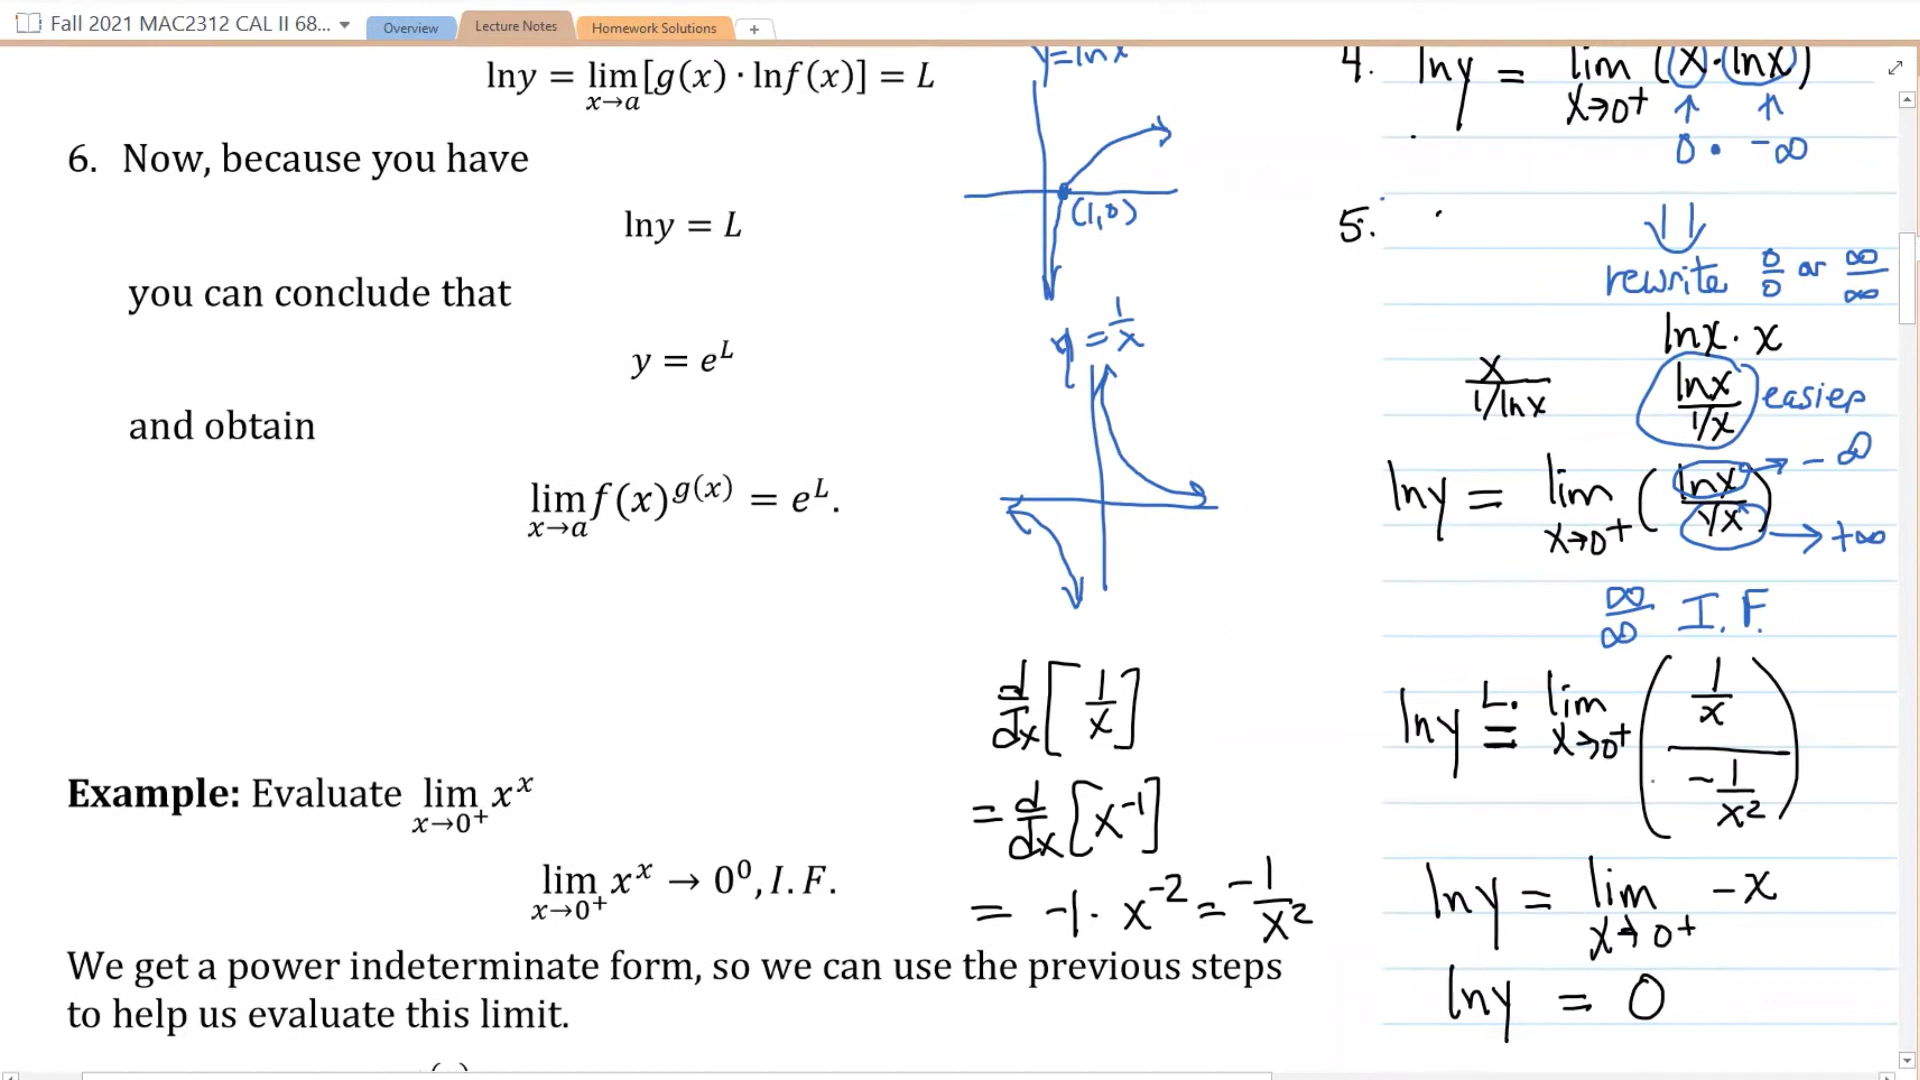 Fall 2021 MAC2312 CAL II 68...
Overview
Lecture Notes
Homework Solutions
+
lny = lim [g(x) · lnf(x)] = L
x→a
6. Now, because you have
lny = L
you can conclude that
y = e^L
and obtain
lim f(x)^g(x) = e^L.
x→a
Example: Evaluate lim x^x
x→0⁺
lim x^x → 0⁰, I.F.
x→0⁺
We get a power indeterminate form, so we can use the previous steps
to help us evaluate this limit.
y=lnx
(1,0)
y = 1/x
d/dx [1/x]
= d/dx [x⁻¹]
= -1· x⁻² = -1/x²
4. lny = lim (x·lnx)
x→0⁺
0 · -∞
5.
rewrite 0/0 or ∞/∞
lnx · x
x/(1/lnx)
lnx/(1/x) easier
lny = lim (lnx/(1/x)) → -∞
x→0⁺ → +∞
∞/∞ I.F.
lny L.= lim ((1/x)/(-1/x²))
x→0⁺
lny = lim -x
x→0⁺
lny = 0